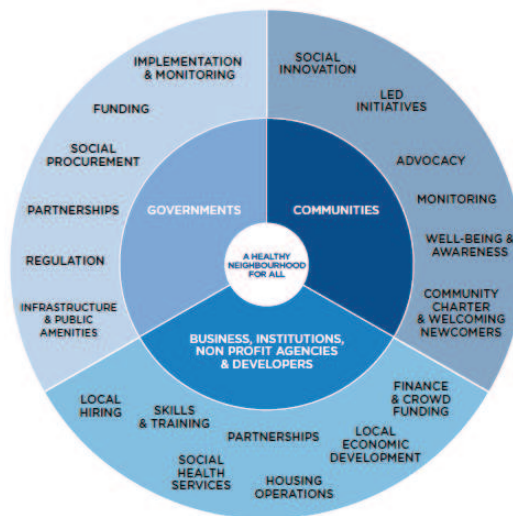 IMPLEMENTATION
& MONITORING
FUNDING
SOCIAL
PROCUREMENT
PARTNERSHIPS
REGULATION
INFRASTRUCTURE
& PUBLIC
AMENITIES
GOVERNMENTS
SOCIAL
INNOVATION
LED
INITIATIVES
ADVOCACY
MONITORING
WELL-BEING &
AWARENESS
COMMUNITY
CHARTER
& WELCOMING
NEWCOMERS
COMMUNITIES
A HEALTHY
NEIGHBOURHOOD
FOR ALL
BUSINESS, INSTITUTIONS,
NON PROFIT AGENCIES
& DEVELOPERS
LOCAL
HIRING
SKILLS
& TRAINING
SOCIAL
HEALTH
SERVICES
PARTNERSHIPS
HOUSING
OPERATIONS
LOCAL
ECONOMIC
DEVELOPMENT
FINANCE
& CROWD
FUNDING